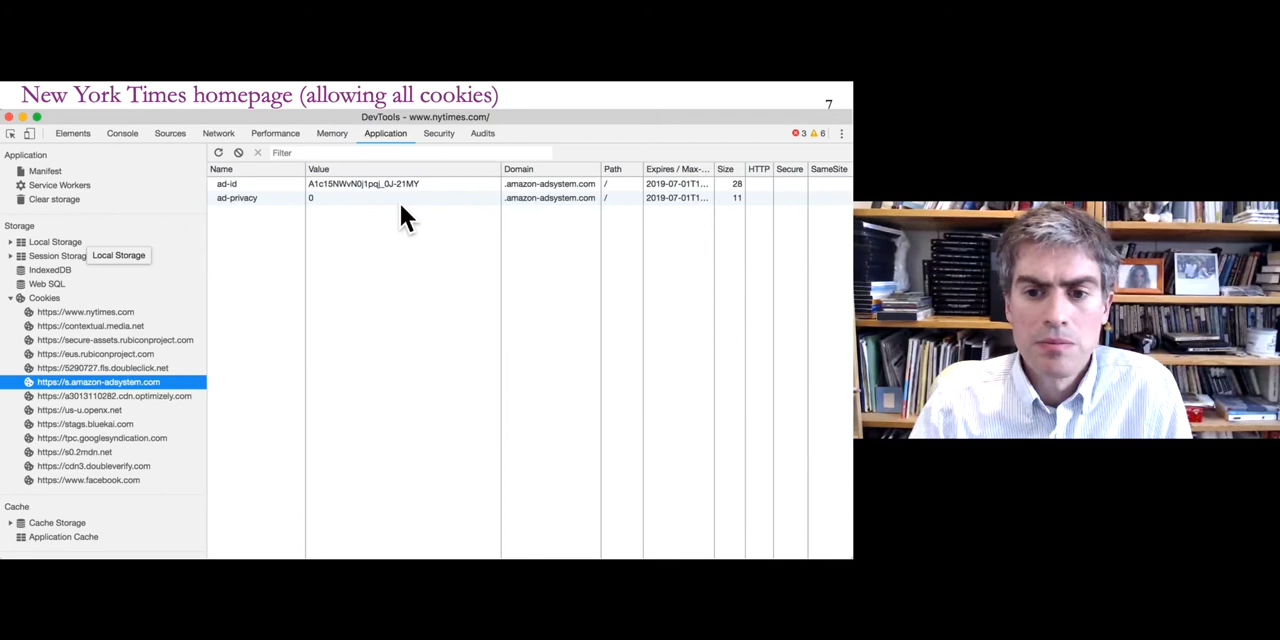 New York Times homepage (allowing all cookies)
7
DevTools - www.nytimes.com/
Elements Console Sources Network Performance Memory Application Security Audits 3 6
Application
Manifest
Service Workers
Clear storage
Storage
Local Storage
Session Storag
Local Storage
IndexedDB
Web SQL
Cookies
https://www.nytimes.com
https://contextual.media.net
https://secure-assets.rubiconproject.com
https://eus.rubiconproject.com
https://5290727.fls.doubleclick.net
https://s.amazon-adsystem.com
https://a3013110282.cdn.optimizely.com
https://us-u.openx.net
https://stags.bluekai.com
https://tpc.googlesyndication.com
https://s0.2mdn.net
https://cdn3.doubleverify.com
https://www.facebook.com
Cache
Cache Storage
Application Cache
Filter
Name Value Domain Path Expires / Max-... Size HTTP Secure SameSite
ad-id A1c15NWvN0j1pqj_0J-21MY .amazon-adsystem.com / 2019-07-01T1... 28
ad-privacy 0 .amazon-adsystem.com / 2019-07-01T1... 11